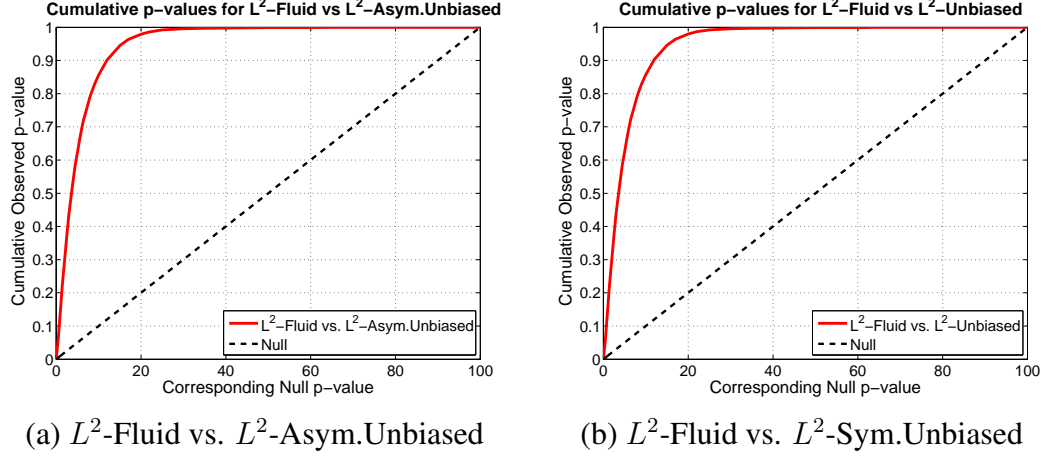 Cumulative p−values for L²−Fluid vs L²−Asym.Unbiased
1
0.9
0.8
0.7
0.6
0.5
0.4
0.3
0.2
0.1
0
Cumulative Observed p−value
L²−Fluid vs. L²−Asym.Unbiased
Null
0 20 40 60 80 100
Corresponding Null p−value
(a) L²-Fluid vs. L²-Asym.Unbiased
Cumulative p−values for L²−Fluid vs L²−Unbiased
1
0.9
0.8
0.7
0.6
0.5
0.4
0.3
0.2
0.1
0
Cumulative Observed p−value
L²−Fluid vs. L²−Unbiased
Null
0 20 40 60 80 100
Corresponding Null p−value
(b) L²-Fluid vs. L²-Sym.Unbiased